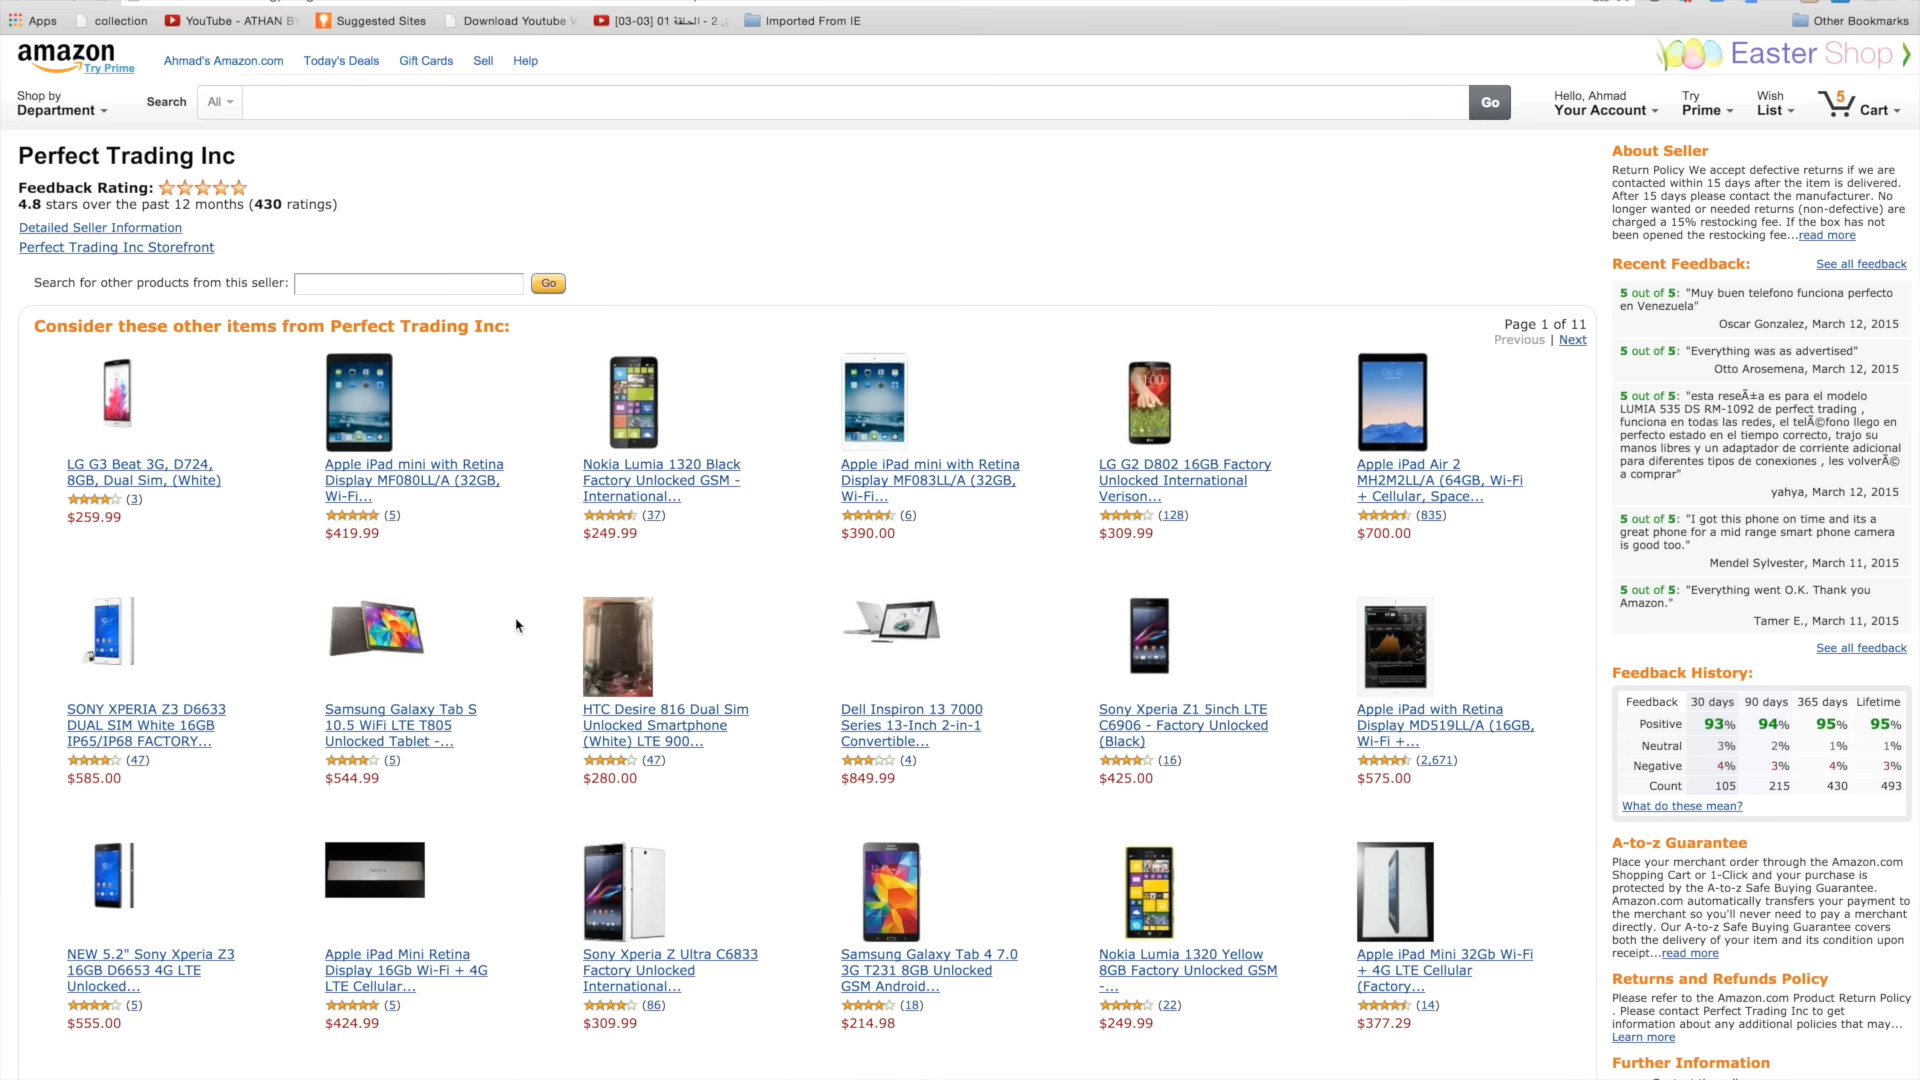 Apps
collection
YouTube - ATHAN B
Suggested Sites
Download Youtube
[03-03] 01 الحلقة - 2
Imported From IE
Other Bookmarks
amazon
Try Prime
Ahmad's Amazon.com
Today's Deals
Gift Cards
Sell
Help
Easter Shop
Shop by
Department
Search
All
Go
Hello, Ahmad
Your Account
Try
Prime
Wish
List
5
Cart
Perfect Trading Inc
Feedback Rating:
4.8 stars over the past 12 months (430 ratings)
Detailed Seller Information
Perfect Trading Inc Storefront
Search for other products from this seller:
Go
Consider these other items from Perfect Trading Inc:
Page 1 of 11
Previous | Next
LG G3 Beat 3G, D724,
8GB, Dual Sim, (White)
(3)
$259.99
Apple iPad mini with Retina
Display MF080LL/A (32GB,
Wi-Fi...
(5)
$419.99
Nokia Lumia 1320 Black
Factory Unlocked GSM -
International...
(37)
$249.99
Apple iPad mini with Retina
Display MF083LL/A (32GB,
Wi-Fi...
(6)
$390.00
LG G2 D802 16GB Factory
Unlocked International
Verison...
(128)
$309.99
Apple iPad Air 2
MH2M2LL/A (64GB, Wi-Fi
+ Cellular, Space...
(835)
$700.00
SONY XPERIA Z3 D6633
DUAL SIM White 16GB
IP65/IP68 FACTORY...
(47)
$585.00
Samsung Galaxy Tab S
10.5 WiFi LTE T805
Unlocked Tablet -...
(5)
$544.99
HTC Desire 816 Dual Sim
Unlocked Smartphone
(White) LTE 900...
(47)
$280.00
Dell Inspiron 13 7000
Series 13-Inch 2-in-1
Convertible...
(4)
$849.99
Sony Xperia Z1 5inch LTE
C6906 - Factory Unlocked
(Black)
(16)
$425.00
Apple iPad with Retina
Display MD519LL/A (16GB,
Wi-Fi +...
(2,671)
$575.00
NEW 5.2" Sony Xperia Z3
16GB D6653 4G LTE
Unlocked...
(5)
$555.00
Apple iPad Mini Retina
Display 16Gb Wi-Fi + 4G
LTE Cellular...
(5)
$424.99
Sony Xperia Z Ultra C6833
Factory Unlocked
International...
(86)
$309.99
Samsung Galaxy Tab 4 7.0
3G T231 8GB Unlocked
GSM Android...
(18)
$214.98
Nokia Lumia 1320 Yellow
8GB Factory Unlocked GSM
-...
(22)
$249.99
Apple iPad Mini 32Gb Wi-Fi
+ 4G LTE Cellular
(Factory...
(14)
$377.29
About Seller
Return Policy We accept defective returns if we are
contacted within 15 days after the item is delivered.
After 15 days please contact the manufacturer. No
longer wanted or needed returns (non-defective) are
charged a 15% restocking fee. If the box has not
been opened the restocking fee...read more
Recent Feedback:
See all feedback
5 out of 5: "Muy buen telefono funciona perfecto
en Venezuela"
Oscar Gonzalez, March 12, 2015
5 out of 5: "Everything was as advertised"
Otto Arosemena, March 12, 2015
5 out of 5: "esta reseÃ±a es para el modelo
LUMIA 535 DS RM-1092 de perfect trading ,
funciona en todas las redes, el telÃ©fono llego en
perfecto estado en el tiempo correcto, trajo su
manos libres y un adaptador de corriente adicional
para diferentes tipos de conexiones , les volverÃ©
a comprar"
yahya, March 12, 2015
5 out of 5: "I got this phone on time and its a
great phone for a mid range smart phone camera
is good too."
Mendel Sylvester, March 11, 2015
5 out of 5: "Everything went O.K. Thank you
Amazon."
Tamer E., March 11, 2015
See all feedback
Feedback History:
Feedback 30 days 90 days 365 days Lifetime
Positive 93% 94% 95% 95%
Neutral 3% 2% 1% 1%
Negative 4% 3% 4% 3%
Count 105 215 430 493
What do these mean?
A-to-z Guarantee
Place your merchant order through the Amazon.com
Shopping Cart or 1-Click and your purchase is
protected by the A-to-z Safe Buying Guarantee.
Amazon.com automatically transfers your payment to
the merchant so you'll never need to pay a merchant
directly. Our A-to-z Safe Buying Guarantee covers
both the delivery of your item and its condition upon
receipt...read more
Returns and Refunds Policy
Please refer to the Amazon.com Product Return Policy
. Please contact Perfect Trading Inc to get
information about any additional policies that may...
Learn more
Further Information